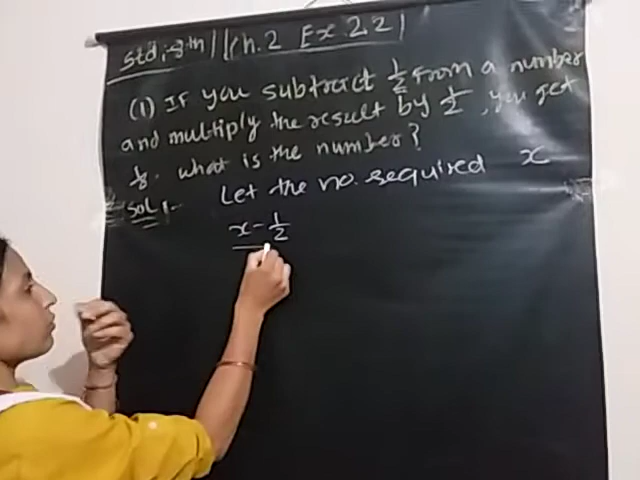 std :- 8th | Ch. 2 Ex 2.2 |
(1) If you subtract 1/2 from a number
and multiply the result by 1/2, you get
1/8. what is the number?
Sol :- Let the no. required x
x - 1/2